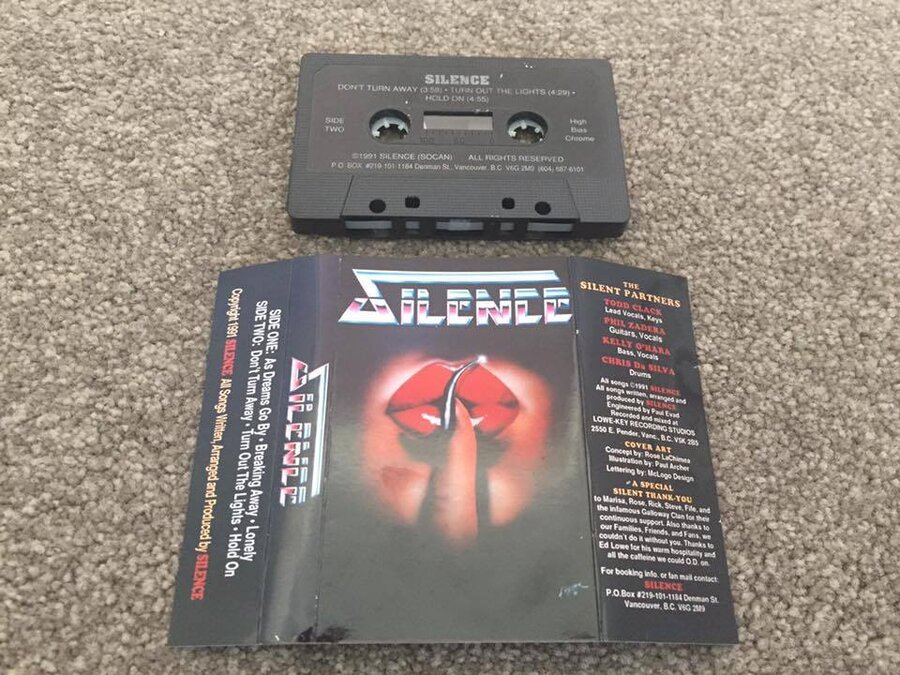 SILENCE
DON'T TURN AWAY (3:58) • TURN OUT THE LIGHTS (4:29) •
HOLD ON (4:55)
SIDE
TWO
High
Bias
Chrome
©1991 SILENCE (SOCAN) ALL RIGHTS RESERVED
P.O. BOX #219-101-1184 Denman St., Vancouver, B.C. V6G 2M9 (604) 687-6101
SIDE ONE: As Dreams Go By • Breaking Away • Lonely
SIDE TWO: Don't Turn Away • Turn Out The Lights • Hold On
Copyright 1991 SILENCE All Songs Written, Arranged and Produced by SILENCE
SILENCE
SILENCE
THE
SILENT PARTNERS
TODD CLACK
Lead Vocals, Keys
PHIL ZADERA
Guitars, Vocals
KELLY O'HARA
Bass, Vocals
CHRIS Da SILVA
Drums
All songs ©1991 SILENCE
All songs written, arranged and
produced by SILENCE
Engineered by Paul Evad
Recorded and mixed at
LOWE-KEY RECORDING STUDIOS
2550 E. Pender, Vanc., B.C. V5K 2B5
COVER ART
Concept by: Rose LaChimea
Illustration by: Paul Archer
Lettering by: McLogo Design
A SPECIAL
SILENT THANK-YOU
to Marisa, Rose, Rick, Steve, Fife, and
the infamous Galloway Clan for their
continuous support. Also thanks to
our Families, Friends, and Fans, we
couldn't do it without you. Thanks to
Ed Lowe for his warm hospitality and
all the caffeine we could O.D. on.
For booking info. or fan mail contact:
SILENCE
P.O.Box #219-101-1184 Denman St.
Vancouver, B.C. V6G 2M9